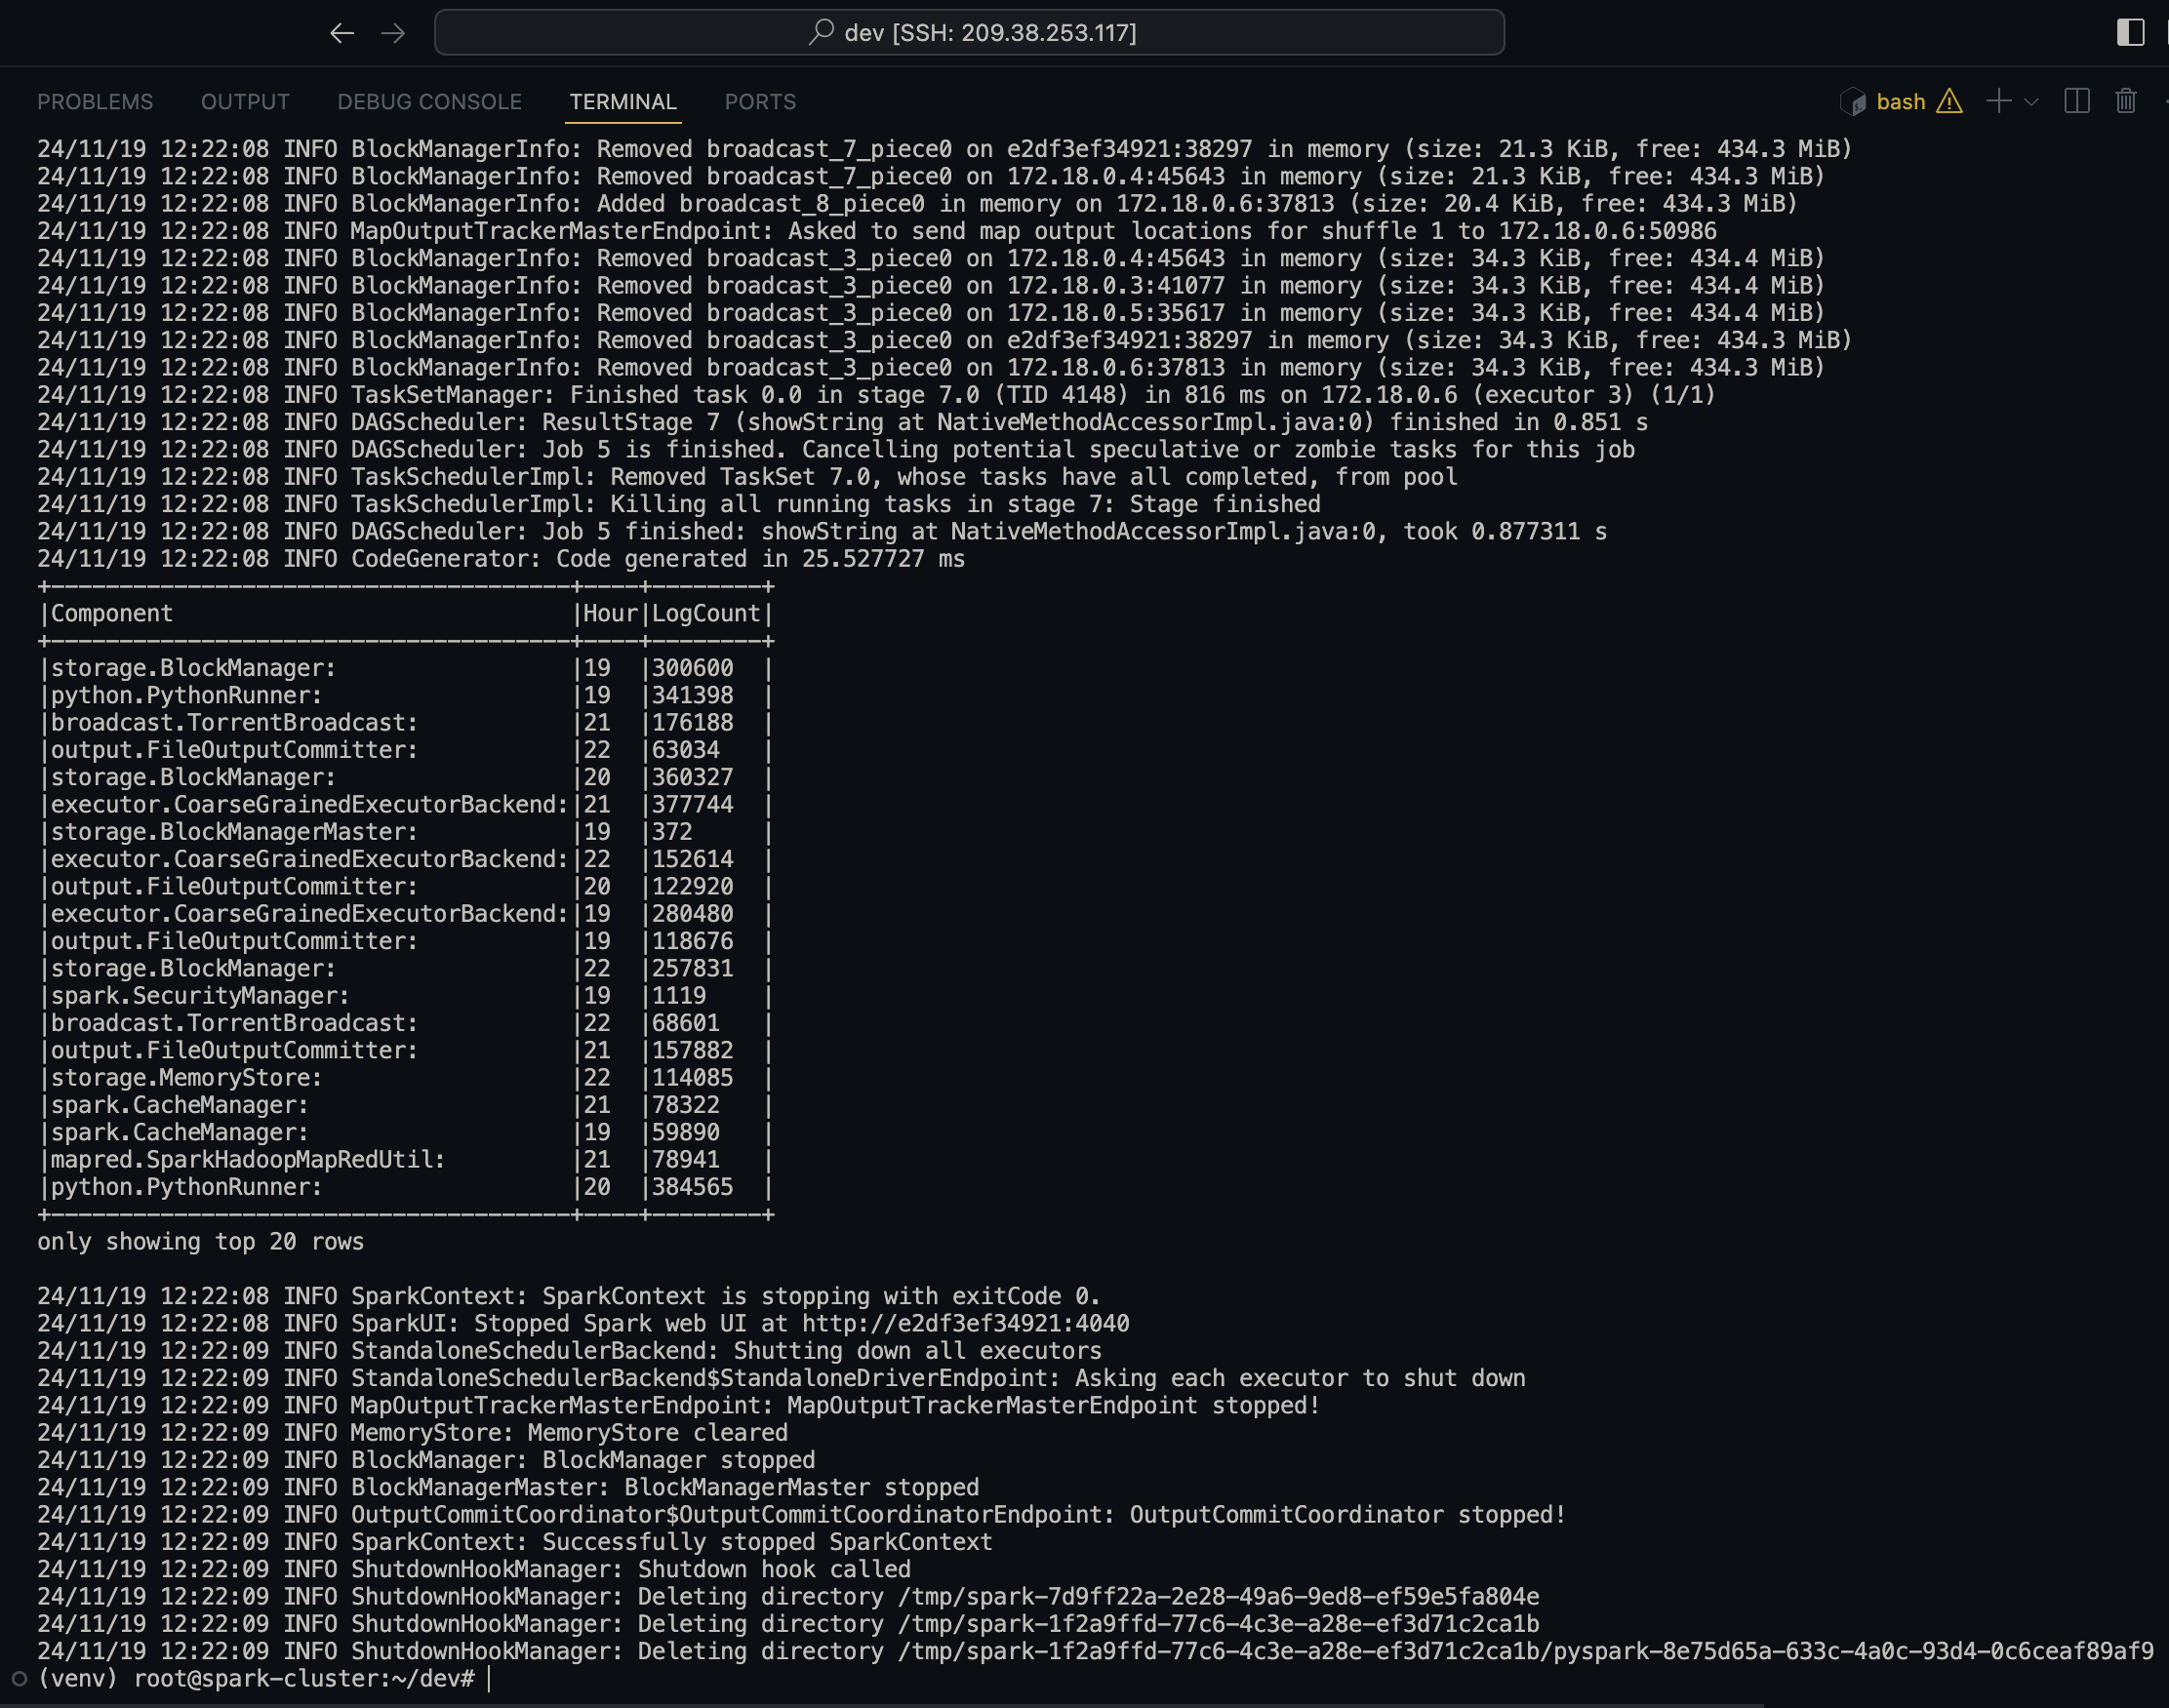 dev [SSH: 209.38.253.117]
PROBLEMS OUTPUT DEBUG CONSOLE TERMINAL PORTS bash
24/11/19 12:22:08 INFO BlockManagerInfo: Removed broadcast_7_piece0 on e2df3ef34921:38297 in memory (size: 21.3 KiB, free: 434.3 MiB)
24/11/19 12:22:08 INFO BlockManagerInfo: Removed broadcast_7_piece0 on 172.18.0.4:45643 in memory (size: 21.3 KiB, free: 434.3 MiB)
24/11/19 12:22:08 INFO BlockManagerInfo: Added broadcast_8_piece0 in memory on 172.18.0.6:37813 (size: 20.4 KiB, free: 434.3 MiB)
24/11/19 12:22:08 INFO MapOutputTrackerMasterEndpoint: Asked to send map output locations for shuffle 1 to 172.18.0.6:50986
24/11/19 12:22:08 INFO BlockManagerInfo: Removed broadcast_3_piece0 on 172.18.0.4:45643 in memory (size: 34.3 KiB, free: 434.4 MiB)
24/11/19 12:22:08 INFO BlockManagerInfo: Removed broadcast_3_piece0 on 172.18.0.3:41077 in memory (size: 34.3 KiB, free: 434.4 MiB)
24/11/19 12:22:08 INFO BlockManagerInfo: Removed broadcast_3_piece0 on 172.18.0.5:35617 in memory (size: 34.3 KiB, free: 434.4 MiB)
24/11/19 12:22:08 INFO BlockManagerInfo: Removed broadcast_3_piece0 on e2df3ef34921:38297 in memory (size: 34.3 KiB, free: 434.3 MiB)
24/11/19 12:22:08 INFO BlockManagerInfo: Removed broadcast_3_piece0 on 172.18.0.6:37813 in memory (size: 34.3 KiB, free: 434.3 MiB)
24/11/19 12:22:08 INFO TaskSetManager: Finished task 0.0 in stage 7.0 (TID 4148) in 816 ms on 172.18.0.6 (executor 3) (1/1)
24/11/19 12:22:08 INFO DAGScheduler: ResultStage 7 (showString at NativeMethodAccessorImpl.java:0) finished in 0.851 s
24/11/19 12:22:08 INFO DAGScheduler: Job 5 is finished. Cancelling potential speculative or zombie tasks for this job
24/11/19 12:22:08 INFO TaskSchedulerImpl: Removed TaskSet 7.0, whose tasks have all completed, from pool
24/11/19 12:22:08 INFO TaskSchedulerImpl: Killing all running tasks in stage 7: Stage finished
24/11/19 12:22:08 INFO DAGScheduler: Job 5 finished: showString at NativeMethodAccessorImpl.java:0, took 0.877311 s
24/11/19 12:22:08 INFO CodeGenerator: Code generated in 25.527727 ms
+--------------------------------------+----+--------+
|Component                             |Hour|LogCount|
+--------------------------------------+----+--------+
|storage.BlockManager:                 |19  |300600  |
|python.PythonRunner:                  |19  |341398  |
|broadcast.TorrentBroadcast:           |21  |176188  |
|output.FileOutputCommitter:           |22  |63034   |
|storage.BlockManager:                 |20  |360327  |
|executor.CoarseGrainedExecutorBackend:|21  |377744  |
|storage.BlockManagerMaster:           |19  |372     |
|executor.CoarseGrainedExecutorBackend:|22  |152614  |
|output.FileOutputCommitter:           |20  |122920  |
|executor.CoarseGrainedExecutorBackend:|19  |280480  |
|output.FileOutputCommitter:           |19  |118676  |
|storage.BlockManager:                 |22  |257831  |
|spark.SecurityManager:                |19  |1119    |
|broadcast.TorrentBroadcast:           |22  |68601   |
|output.FileOutputCommitter:           |21  |157882  |
|storage.MemoryStore:                  |22  |114085  |
|spark.CacheManager:                   |21  |78322   |
|spark.CacheManager:                   |19  |59890   |
|mapred.SparkHadoopMapRedUtil:         |21  |78941   |
|python.PythonRunner:                  |20  |384565  |
+--------------------------------------+----+--------+
only showing top 20 rows
24/11/19 12:22:08 INFO SparkContext: SparkContext is stopping with exitCode 0.
24/11/19 12:22:08 INFO SparkUI: Stopped Spark web UI at http://e2df3ef34921:4040
24/11/19 12:22:09 INFO StandaloneSchedulerBackend: Shutting down all executors
24/11/19 12:22:09 INFO StandaloneSchedulerBackend$StandaloneDriverEndpoint: Asking each executor to shut down
24/11/19 12:22:09 INFO MapOutputTrackerMasterEndpoint: MapOutputTrackerMasterEndpoint stopped!
24/11/19 12:22:09 INFO MemoryStore: MemoryStore cleared
24/11/19 12:22:09 INFO BlockManager: BlockManager stopped
24/11/19 12:22:09 INFO BlockManagerMaster: BlockManagerMaster stopped
24/11/19 12:22:09 INFO OutputCommitCoordinator$OutputCommitCoordinatorEndpoint: OutputCommitCoordinator stopped!
24/11/19 12:22:09 INFO SparkContext: Successfully stopped SparkContext
24/11/19 12:22:09 INFO ShutdownHookManager: Shutdown hook called
24/11/19 12:22:09 INFO ShutdownHookManager: Deleting directory /tmp/spark-7d9ff22a-2e28-49a6-9ed8-ef59e5fa804e
24/11/19 12:22:09 INFO ShutdownHookManager: Deleting directory /tmp/spark-1f2a9ffd-77c6-4c3e-a28e-ef3d71c2ca1b
24/11/19 12:22:09 INFO ShutdownHookManager: Deleting directory /tmp/spark-1f2a9ffd-77c6-4c3e-a28e-ef3d71c2ca1b/pyspark-8e75d65a-633c-4a0c-93d4-0c6ceaf89af9
(venv) root@spark-cluster:~/dev#